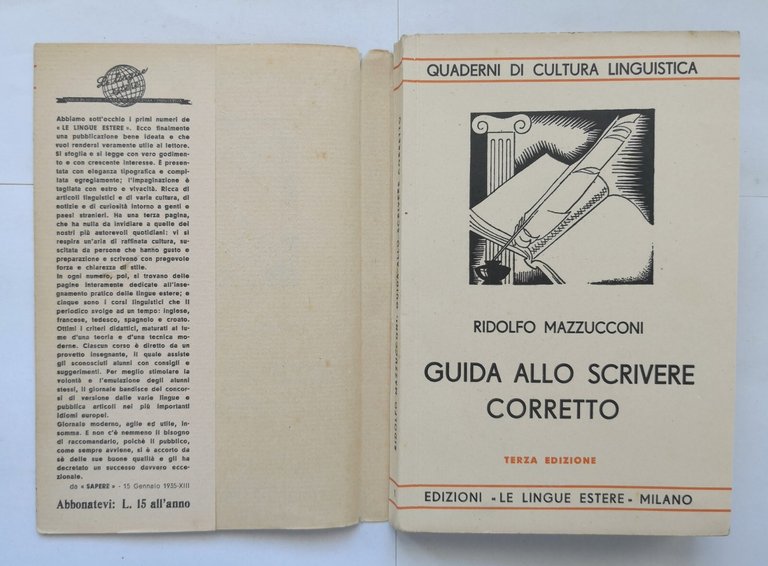 Le Lingue
Estere
Abbiamo sott'occhio i primi numeri de
« LE LINGUE ESTERE ». Ecco finalmente
una pubblicazione bene ideata e che
vuol rendersi veramente utile al lettore.
Si sfoglia e si legge con vero godimen-
to e con crescente interesse. È presen-
tata con eleganza tipografica e compi-
lata egregiamente; l'impaginazione è
tagliata con estro e vivacità. Ricca di
articoli linguistici e di varia cultura, di
notizie e di curiosità intorno a genti e
paesi stranieri. Ha una terza pagina,
che ha nulla da invidiare a quelle dei
nostri più autorevoli quotidiani: vi si
respira un'aria di raffinata cultura, su-
scitata da persone che hanno gusto e
preparazione e scrivono con pregevole
forza e chiarezza di stile.
In ogni numero, poi, si trovano delle
pagine interamente dedicate all'inse-
gnamento pratico delle lingue estere; e
cinque sono i corsi linguistici che il
periodico svolge ad un tempo: inglese,
francese, tedesco, spagnolo e croato.
Ottimi i criteri didattici, maturati al lu-
me d'una teoria e d'una tecnica mo-
derne. Ciascun corso è diretto da un
provetto insegnante, il quale assiste
gli sconosciuti alunni con consigli e
suggerimenti. Per meglio stimolare la
volontà e l'emulazione degli alunni
stessi, il giornale bandisce dei concor-
si di versione dalle varie lingue e
pubblica articoli nei più importanti
idiomi europei.
Giornale moderno, agile ed utile, in-
somma. E non c'è nemmeno il bisogno
di raccomandarlo, poichè il pubblico,
come sempre avviene, si è accorto da
sè delle sue buone qualità e gli ha
decretato un successo davvero ecce-
zionale.
da « SAPERE » - 15 Gennaio 1935-XIII
Abbonatevi: L. 15 all'anno
RIDOLFO MAZZUCCONI: GUIDA ALLO SCRIVERE CORRETTO
QUADERNI DI CULTURA LINGUISTICA
RIDOLFO MAZZUCCONI
GUIDA ALLO SCRIVERE
CORRETTO
TERZA EDIZIONE
EDIZIONI «LE LINGUE ESTERE» MILANO